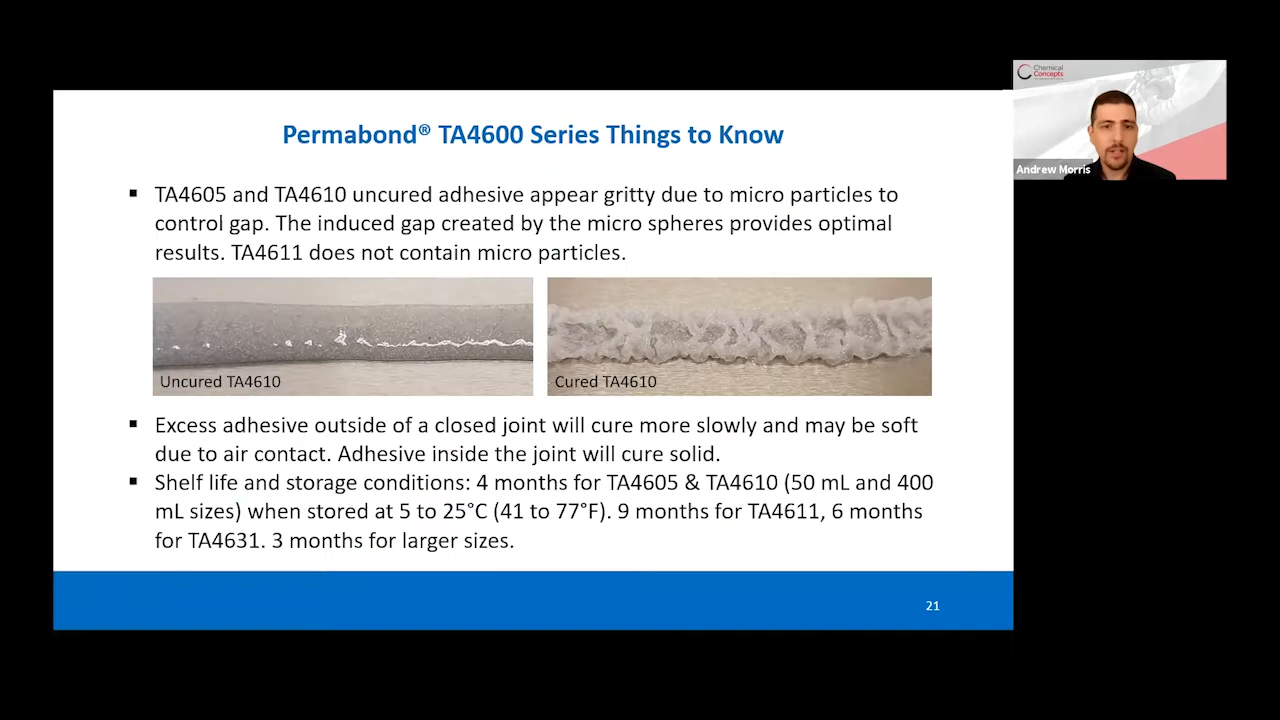 Permabond® TA4600 Series Things to Know
▪ TA4605 and TA4610 uncured adhesive appear gritty due to micro particles to
control gap. The induced gap created by the micro spheres provides optimal
results. TA4611 does not contain micro particles.
Uncured TA4610
Cured TA4610
▪ Excess adhesive outside of a closed joint will cure more slowly and may be soft
due to air contact. Adhesive inside the joint will cure solid.
▪ Shelf life and storage conditions: 4 months for TA4605 & TA4610 (50 mL and 400
mL sizes) when stored at 5 to 25°C (41 to 77°F). 9 months for TA4611, 6 months
for TA4631. 3 months for larger sizes.
21
Chemical
Concepts
Andrew Morris